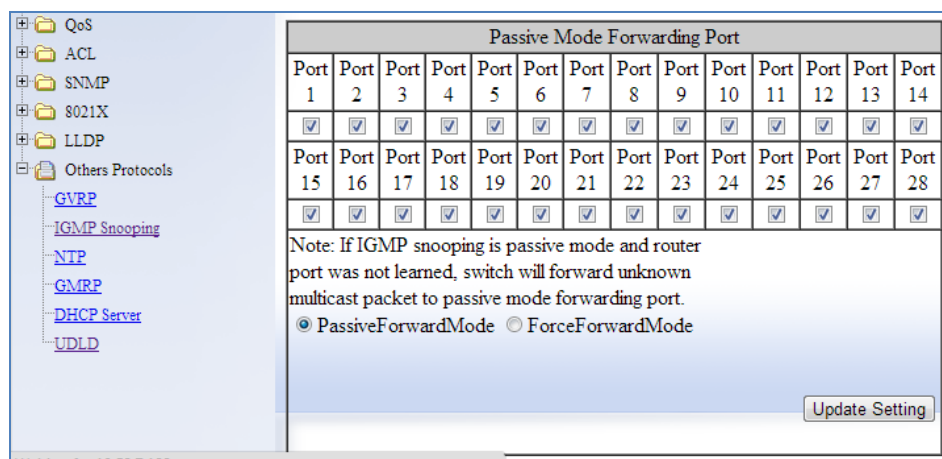 QoS
ACL
SNMP
8021X
LLDP
Others Protocols
GVRP
IGMP Snooping
NTP
GMRP
DHCP Server
UDLD
Passive Mode Forwarding Port
Port 1 Port 2 Port 3 Port 4 Port 5 Port 6 Port 7 Port 8 Port 9 Port 10 Port 11 Port 12 Port 13 Port 14
Port 15 Port 16 Port 17 Port 18 Port 19 Port 20 Port 21 Port 22 Port 23 Port 24 Port 25 Port 26 Port 27 Port 28
Note: If IGMP snooping is passive mode and router
port was not learned, switch will forward unknown
multicast packet to passive mode forwarding port.
PassiveForwardMode ForceForwardMode
Update Setting